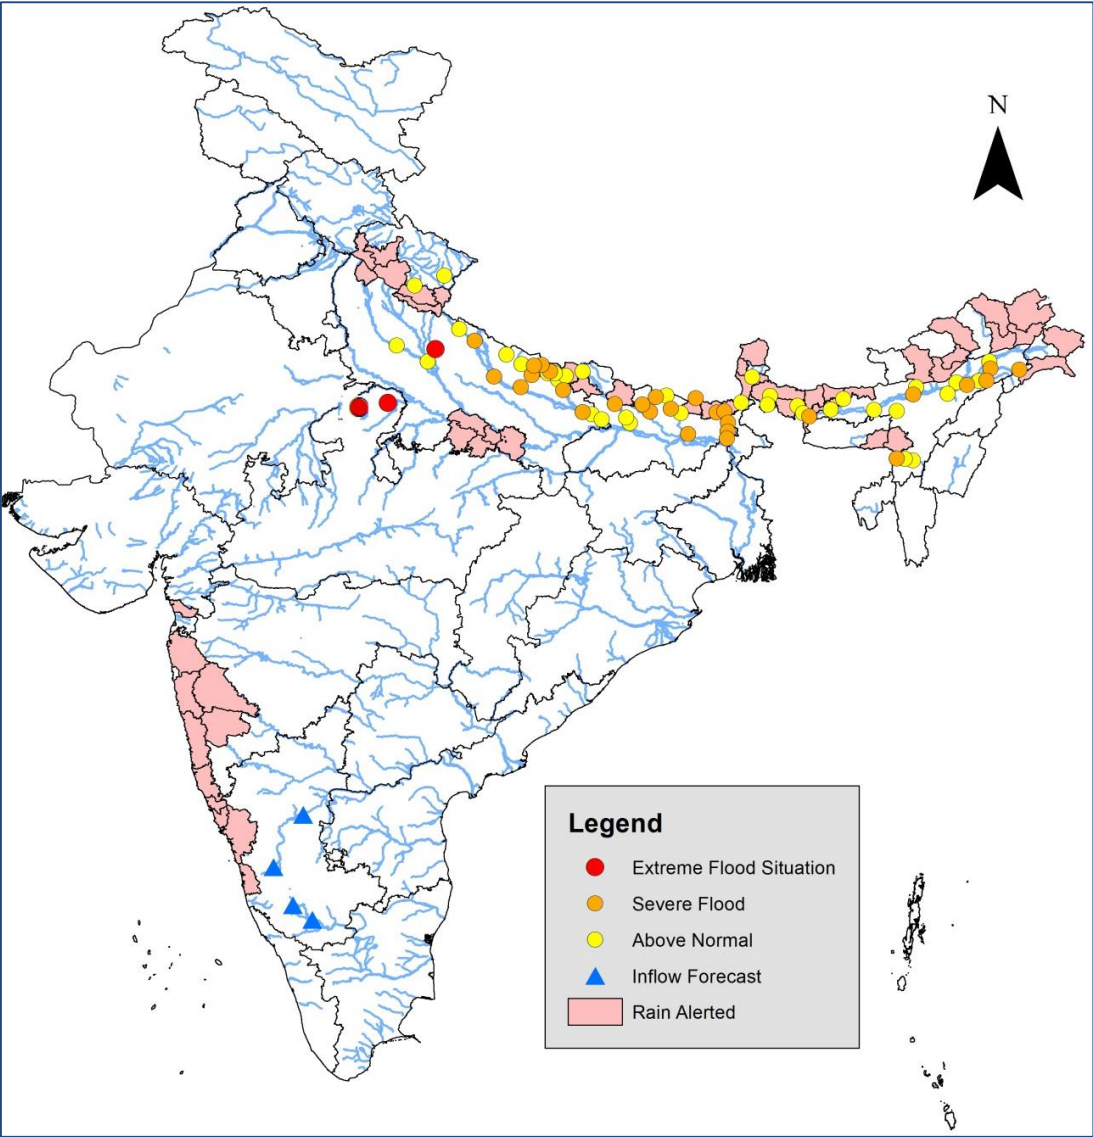 N
Legend
Extreme Flood Situation
Severe Flood
Above Normal
Inflow Forecast
Rain Alerted